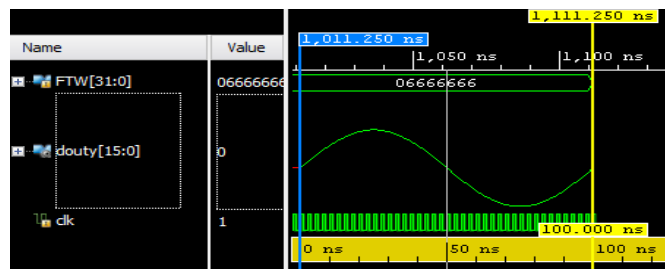 1,111.250 ns
Name Value 1,011.250 ns
1,050 ns 1,100 ns
FTW[31:0] 06666666 06666666
douty[15:0] 0
clk 1
100.000 ns
0 ns 50 ns 100 ns